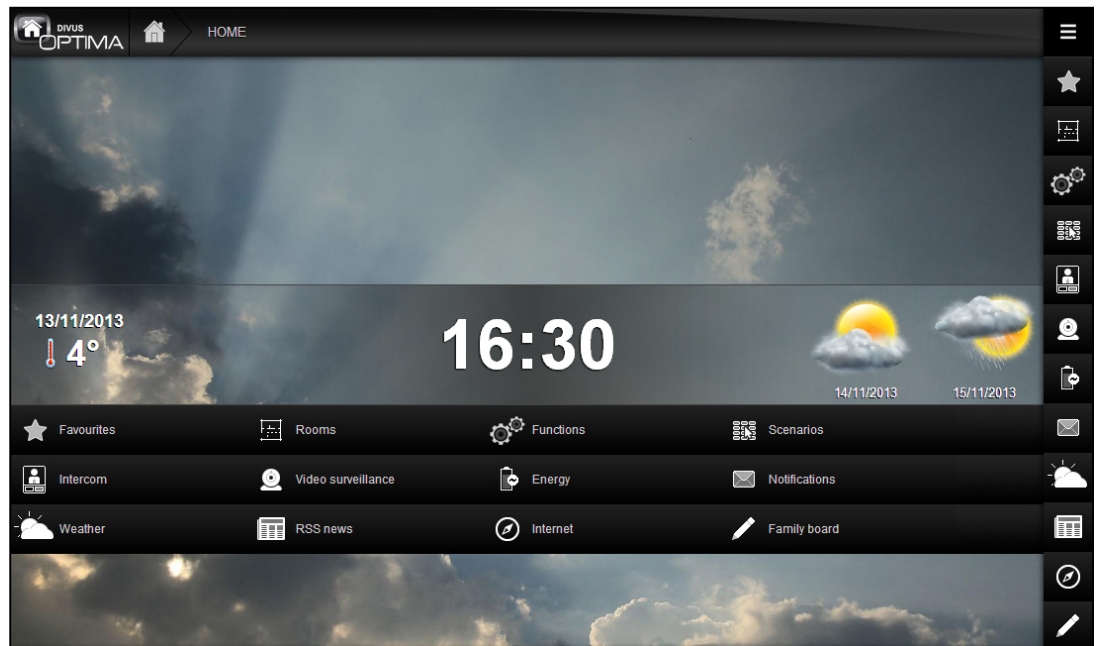 DIVUS
OPTIMA
HOME
13/11/2013
4°
16:30
14/11/2013
15/11/2013
Favourites
Rooms
Functions
Scenarios
Intercom
Video surveillance
Energy
Notifications
Weather
RSS news
Internet
Family board